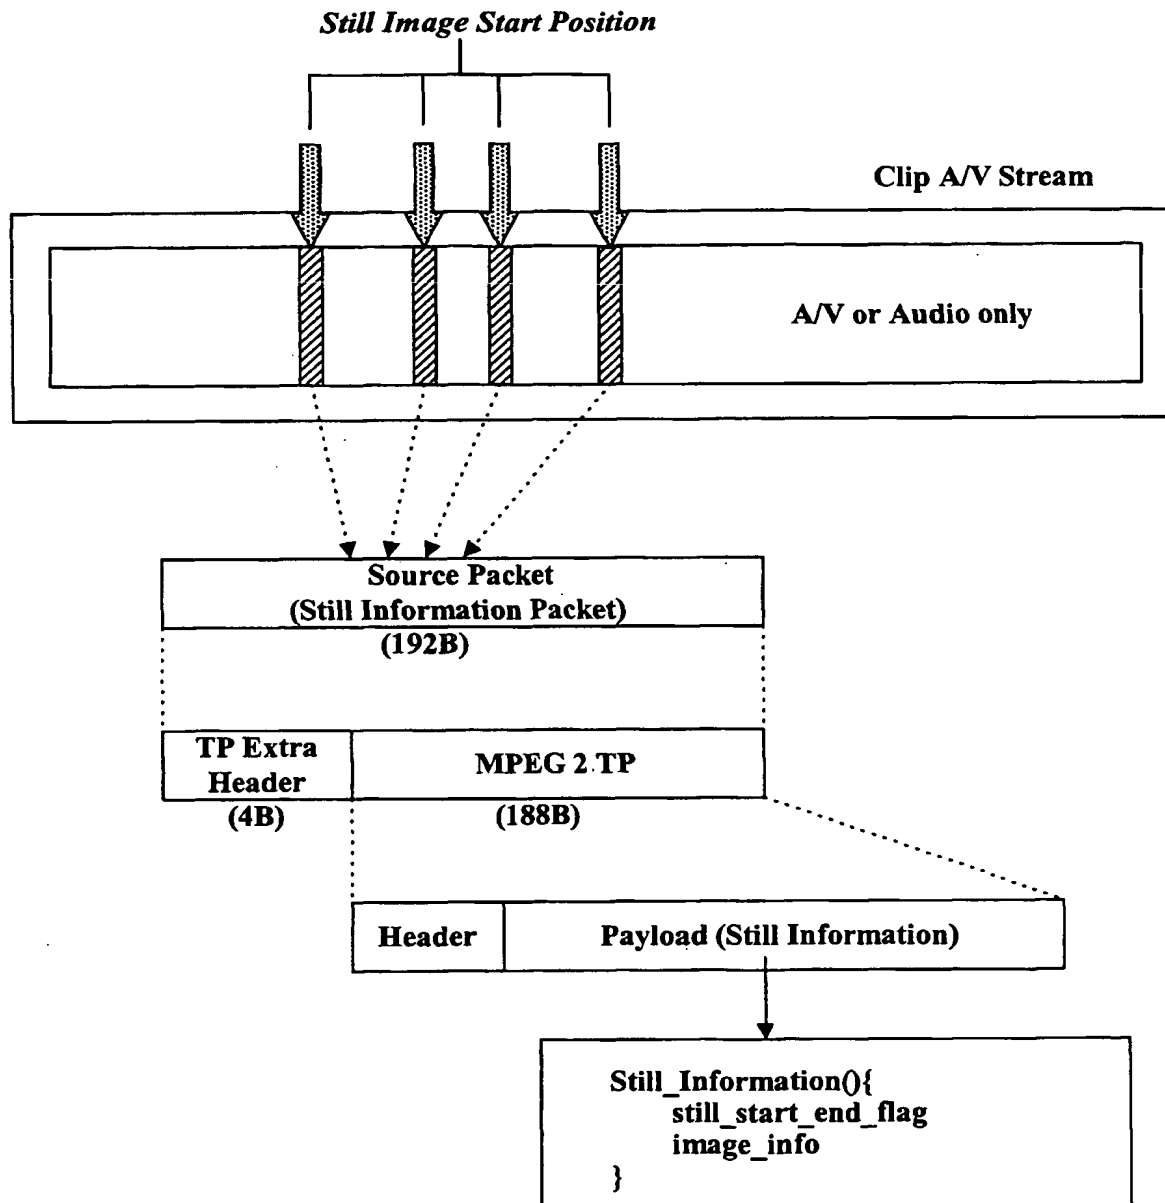 Still Image Start Position
Clip A/V Stream
A/V or Audio only
Source Packet
(Still Information Packet)
(192B)
TP Extra
Header
MPEG 2 TP
(4B)
(188B)
Header
Payload (Still Information)
Still_Information(){
still_start_end_flag
image_info
}